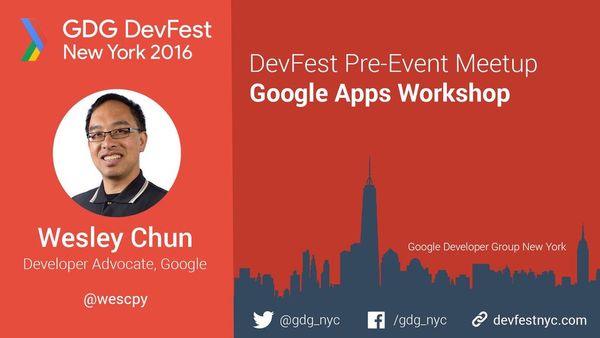 GDG DevFest
New York 2016
Wesley Chun
Developer Advocate, Google
@wescpy
DevFest Pre-Event Meetup
Google Apps Workshop
Google Developer Group New York
@gdg_nyc
/gdg_nyc
devfestnyc.com